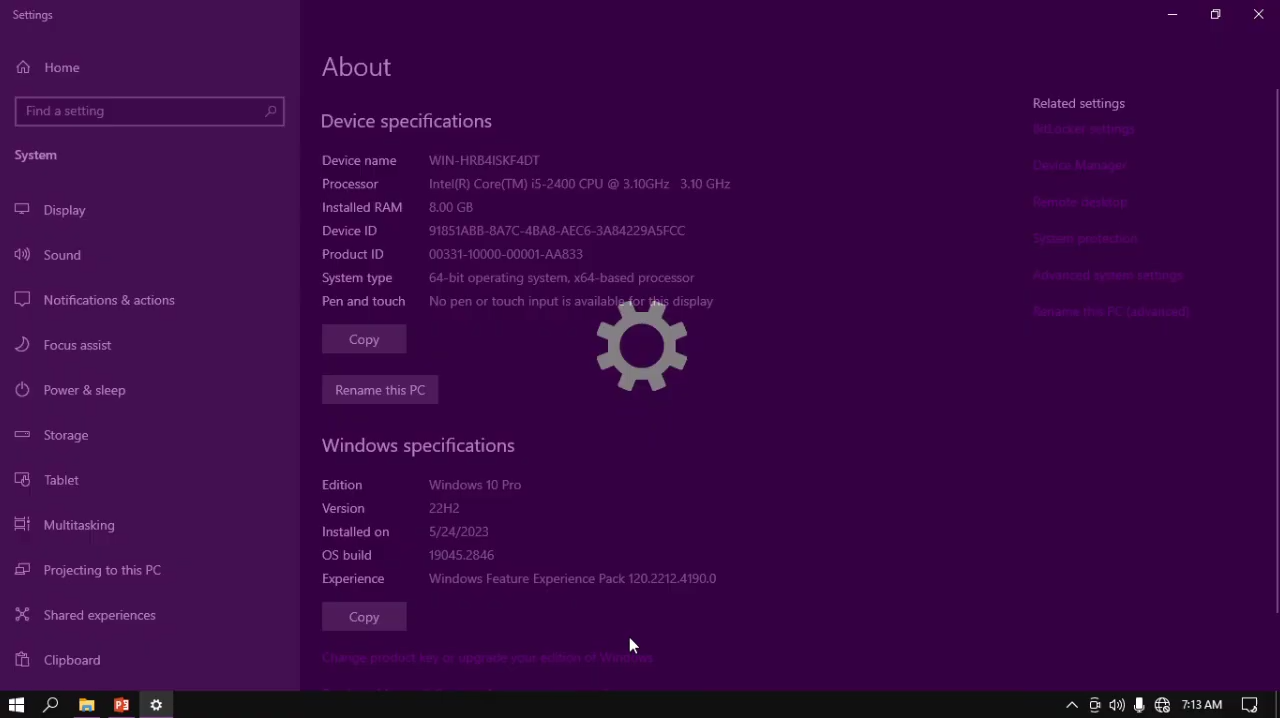 Settings
Home
Find a setting
System
Display
Sound
Notifications & actions
Focus assist
Power & sleep
Storage
Tablet
Multitasking
Projecting to this PC
Shared experiences
Clipboard
About
Device specifications
Device name WIN-HRB4ISKF4DT
Processor Intel(R) Core(TM) i5-2400 CPU @ 3.10GHz 3.10 GHz
Installed RAM 8.00 GB
Device ID 91851ABB-8A7C-4BA8-AEC6-3A84229A5FCC
Product ID 00331-10000-00001-AA833
System type 64-bit operating system, x64-based processor
Pen and touch No pen or touch input is available for this display
Copy
Rename this PC
Windows specifications
Edition Windows 10 Pro
Version 22H2
Installed on 5/24/2023
OS build 19045.2846
Experience Windows Feature Experience Pack 120.2212.4190.0
Copy
Change product key or upgrade your edition of Windows
Related settings
BitLocker settings
Device Manager
Remote desktop
System protection
Advanced system settings
Rename this PC (advanced)
7:13 AM